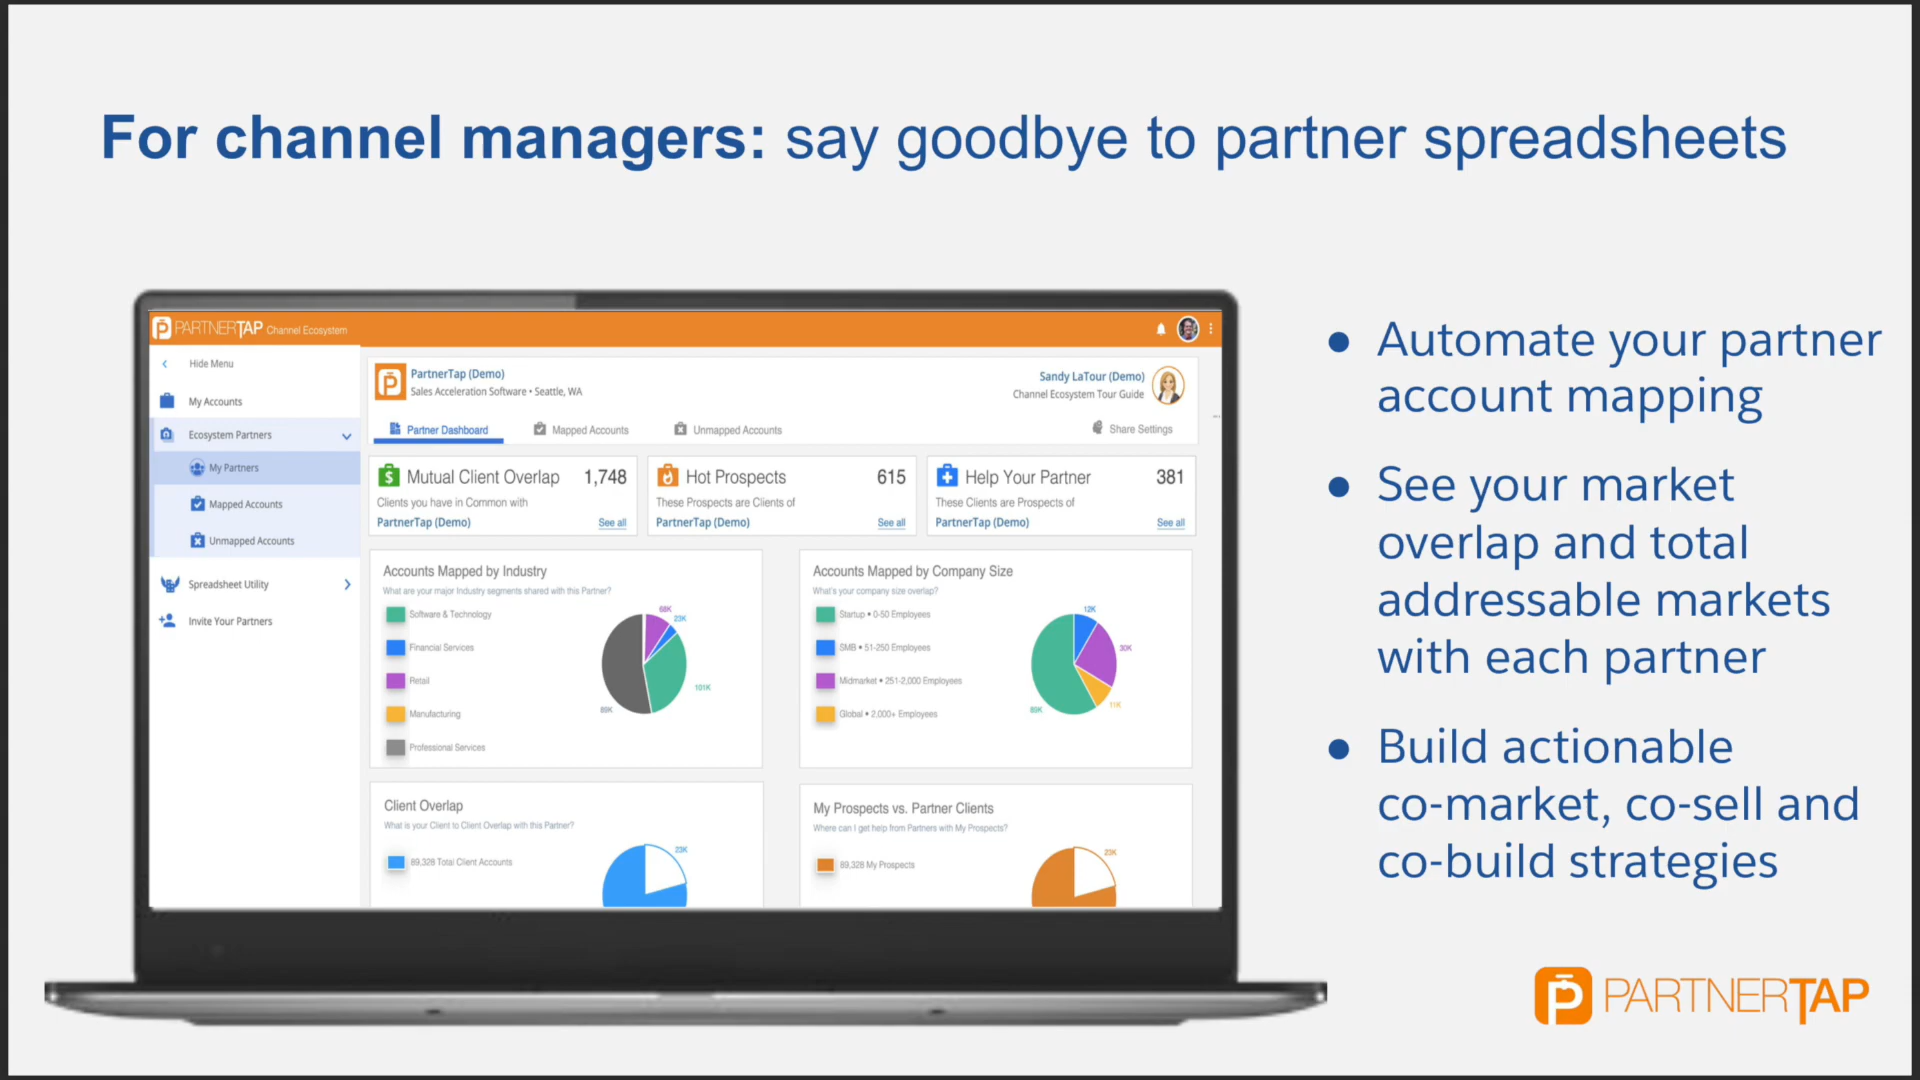 For channel managers: say goodbye to partner spreadsheets
PARTNERTAP Channel Ecosystem
Hide Menu
My Accounts
Ecosystem Partners
My Partners
Mapped Accounts
Unmapped Accounts
Spreadsheet Utility
Invite Your Partners
PartnerTap (Demo)
Sales Acceleration Software • Seattle, WA
Sandy LaTour (Demo)
Channel Ecosystem Tour Guide
Partner Dashboard
Mapped Accounts
Unmapped Accounts
Share Settings
Mutual Client Overlap 1,748
Clients you have in Common with
PartnerTap (Demo) See all
Hot Prospects 615
These Prospects are Clients of
PartnerTap (Demo) See all
Help Your Partner 381
These Clients are Prospects of
PartnerTap (Demo) See all
Accounts Mapped by Industry
What are your major Industry segments shared with this Partner?
Software & Technology
Financial Services
Retail
Manufacturing
Professional Services
68K
23K
101K
89K
Accounts Mapped by Company Size
What's your company size overlap?
Startup • 0-50 Employees
SMB • 51-250 Employees
Midmarket • 251-2,000 Employees
Global • 2,000+ Employees
12K
30K
11K
89K
Client Overlap
What is your Client to Client Overlap with this Partner?
89,328 Total Client Accounts
23K
My Prospects vs. Partner Clients
Where can I get help from Partners with My Prospects?
89,328 My Prospects
20K
• Automate your partner
account mapping
• See your market
overlap and total
addressable markets
with each partner
• Build actionable
co-market, co-sell and
co-build strategies
PARTNERTAP